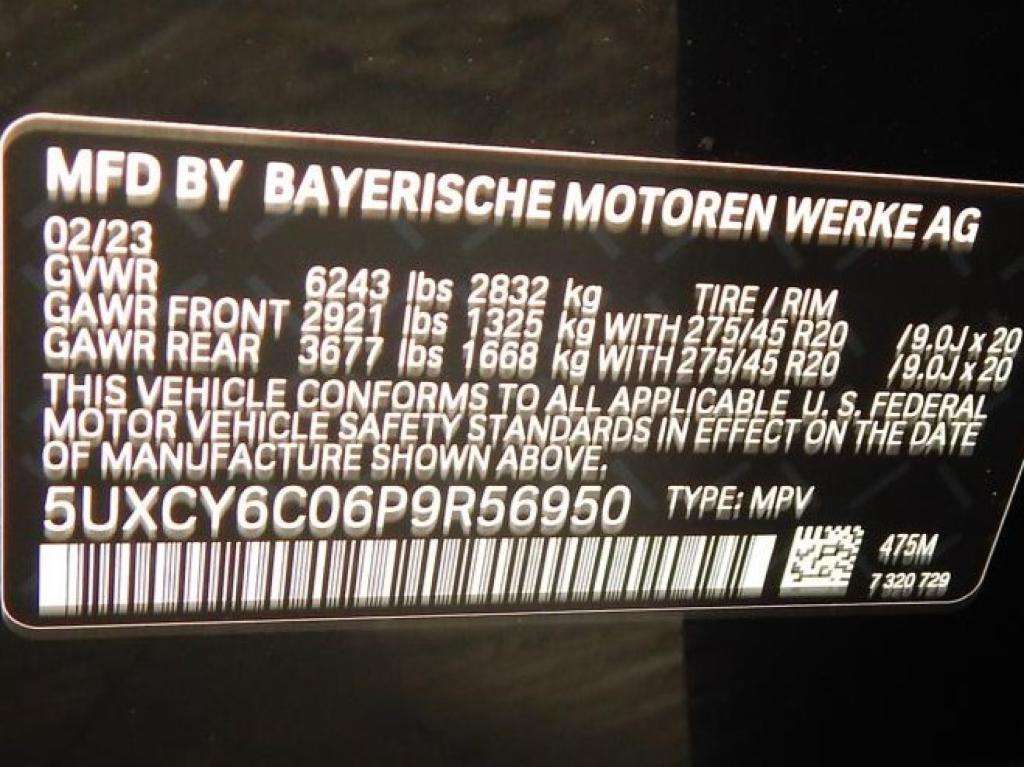 MFD BY BAYERISCHE MOTOREN WERKE AG
02/23
GVWR 6243 lbs 2832 kg TIRE / RIM
GAWR FRONT 2921 lbs 1325 kg WITH 275/45 R20 /9.0J x 20
GAWR REAR 3677 lbs 1668 kg WITH 275/45 R20 /9.0J x 20
THIS VEHICLE CONFORMS TO ALL APPLICABLE U. S. FEDERAL
MOTOR VEHICLE SAFETY STANDARDS IN EFFECT ON THE DATE
OF MANUFACTURE SHOWN ABOVE.
5UXCY6C06P9R56950 TYPE: MPV
475M
7 320 729